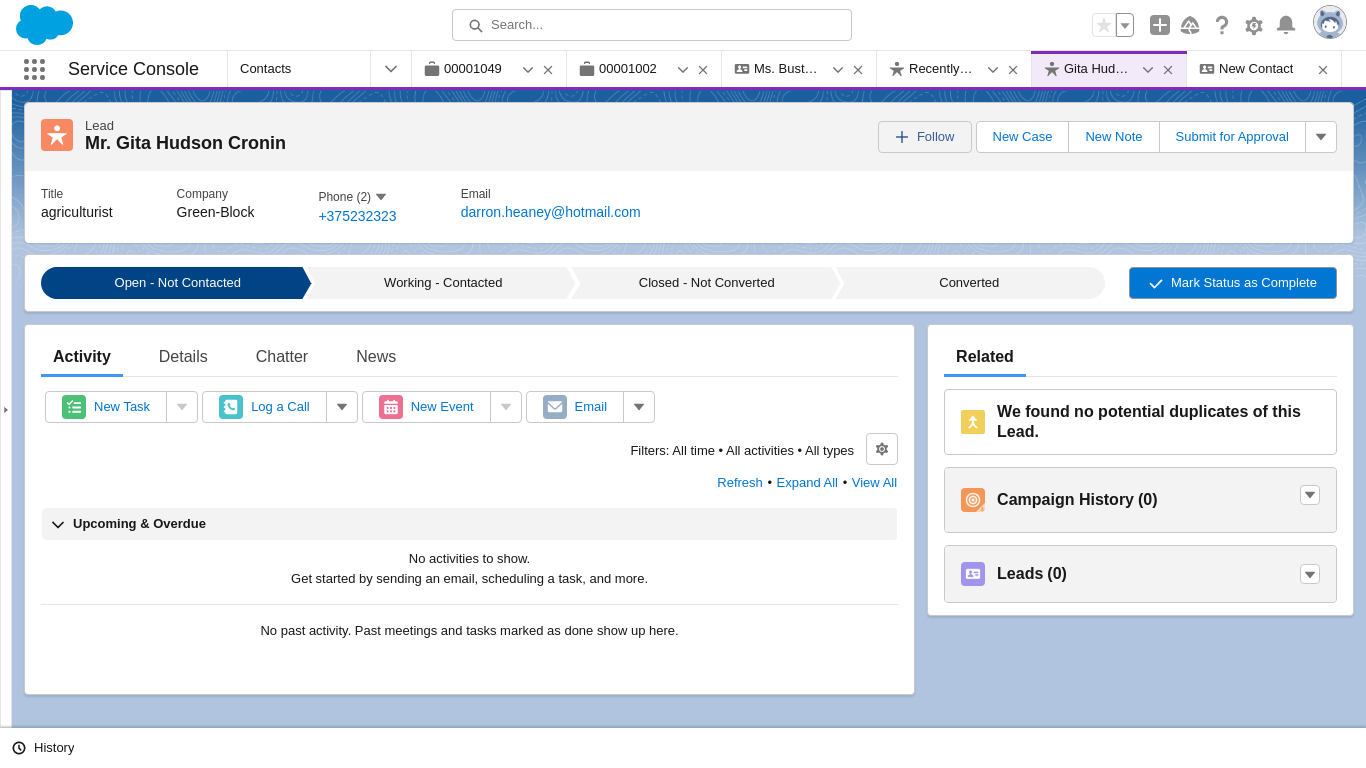 Search...
Service Console
Contacts
00001049
00001002
Ms. Bust…
Recently…
Gita Hud…
New Contact
Lead
Mr. Gita Hudson Cronin
Follow
New Case
New Note
Submit for Approval
Title
agriculturist
Company
Green-Block
Phone (2)
+375232323
Email
darron.heaney@hotmail.com
Open - Not Contacted
Working - Contacted
Closed - Not Converted
Converted
Mark Status as Complete
Activity
Details
Chatter
News
New Task
Log a Call
New Event
Email
Filters: All time • All activities • All types
Refresh • Expand All • View All
Upcoming & Overdue
No activities to show.
Get started by sending an email, scheduling a task, and more.
No past activity. Past meetings and tasks marked as done show up here.
Related
We found no potential duplicates of this
Lead.
Campaign History (0)
Leads (0)
History